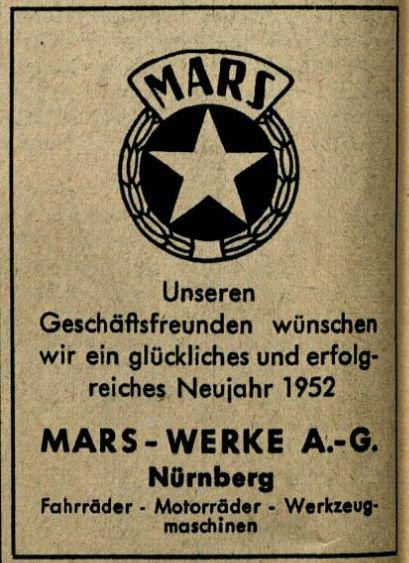 MARS
Unseren
Geschäftsfreunden wünschen
wir ein glückliches und erfolg-
reiches Neujahr 1952
MARS-WERKE A.-G.
Nürnberg
Fahrräder - Motorräder - Werkzeug-
maschinen